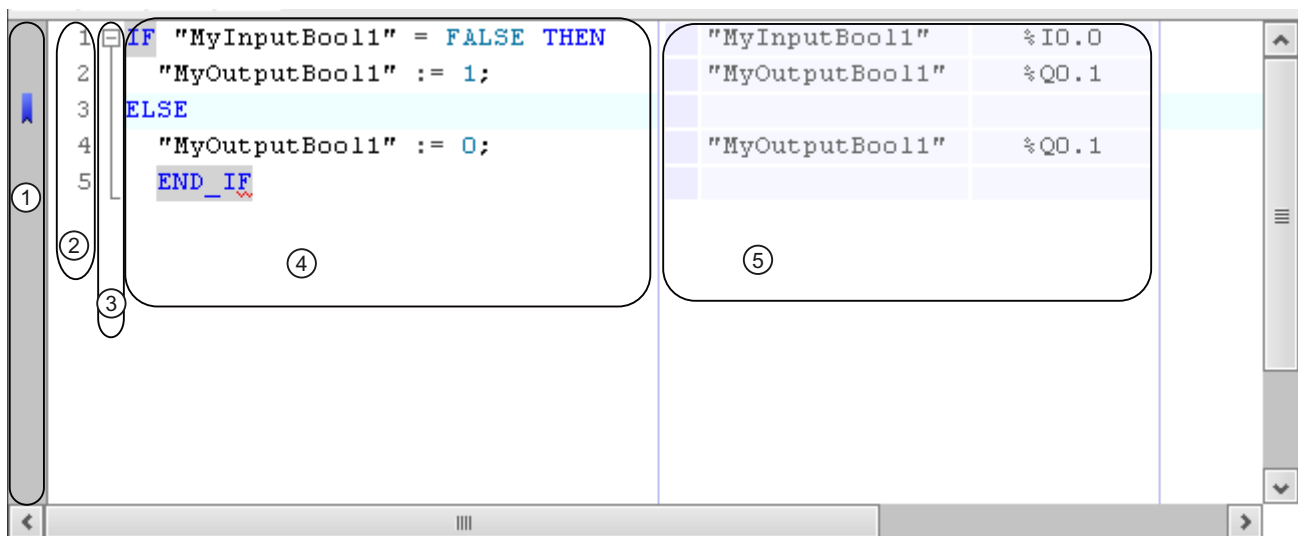 1 IF "MyInputBool1" = FALSE THEN "MyInputBool1" %I0.0
2 "MyOutputBool1" := 1; "MyOutputBool1" %Q0.1
3 ELSE
4 "MyOutputBool1" := 0; "MyOutputBool1" %Q0.1
5 END_IF
1
2
4
5
3